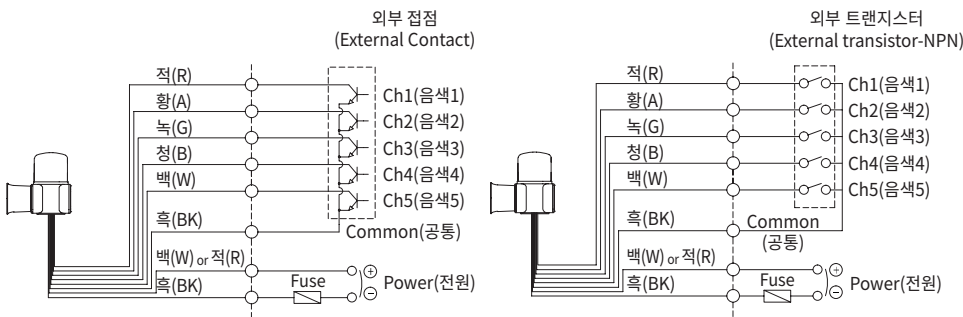 외부 접점
(External Contact)
적(R)
황(A)
녹(G)
청(B)
백(W)
흑(BK)
백(W) or 적(R)
흑(BK)
Ch1(음색1)
Ch2(음색2)
Ch3(음색3)
Ch4(음색4)
Ch5(음색5)
Common(공통)
Fuse
Power(전원)
외부 트랜지스터
(External transistor-NPN)
적(R)
황(A)
녹(G)
청(B)
백(W)
흑(BK)
백(W) or 적(R)
흑(BK)
Ch1(음색1)
Ch2(음색2)
Ch3(음색3)
Ch4(음색4)
Ch5(음색5)
Common
(공통)
Fuse
Power(전원)